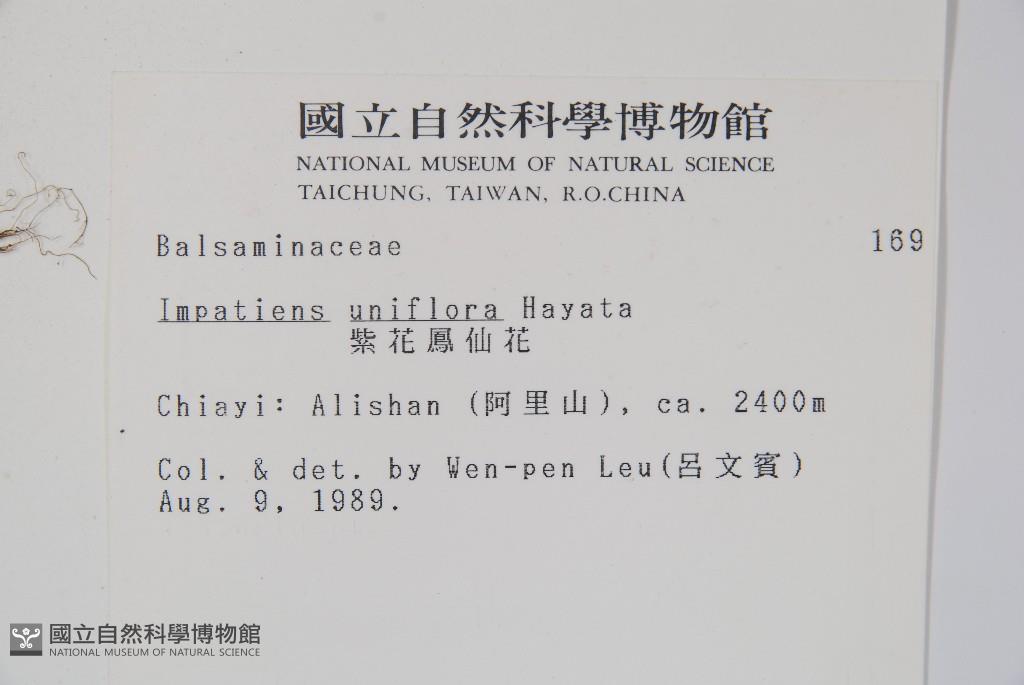 國立自然科學博物館
NATIONAL MUSEUM OF NATURAL SCIENCE
TAICHUNG, TAIWAN, R.O.CHINA
Balsaminaceae 169
Impatiens uniflora Hayata
紫花鳳仙花
Chiayi: Alishan (阿里山), ca. 2400m
Col. & det. by Wen-pen Leu(呂文賓)
Aug. 9, 1989.
國立自然科學博物館
NATIONAL MUSEUM OF NATURAL SCIENCE